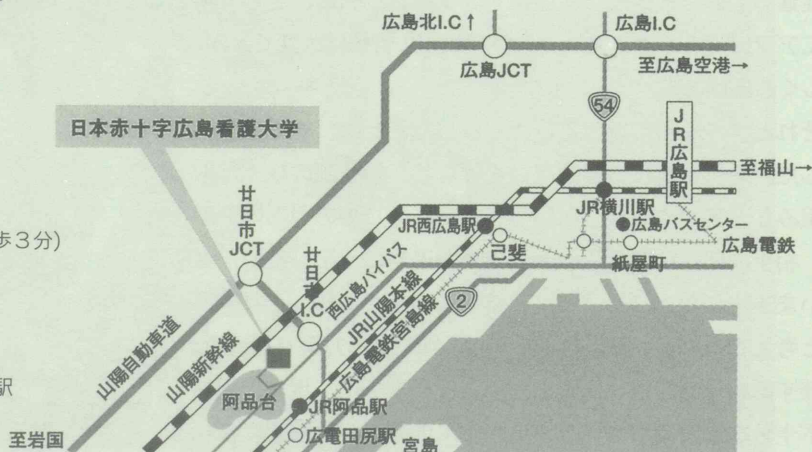 広島北I.C↑
広島I.C
広島JCT
至広島空港→
54
JR広島駅
日本赤十字広島看護大学
至福山→
廿日市JCT
JR横川駅
JR西広島駅
広島バスセンター
己斐
広島電鉄
紙屋町
歩3分)
廿日市I.C
西広島バイパス
JR山陽本線
広島電鉄宮島線
2
山陽自動車道
山陽新幹線
駅
阿品台
JR阿品駅
至岩国
広電田尻駅
宮島